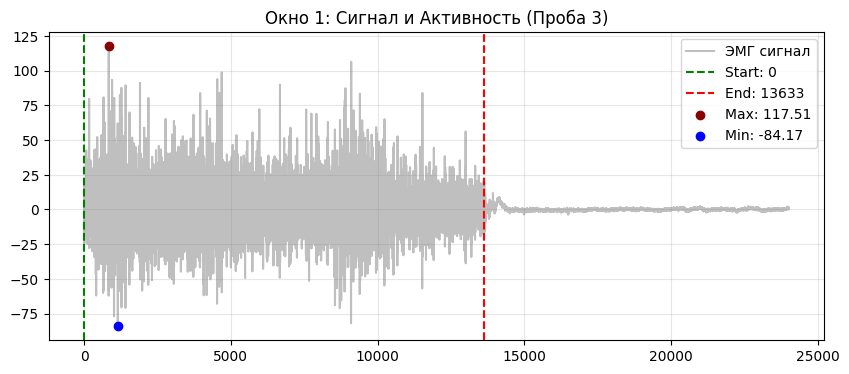 Окно 1: Сигнал и Активность (Проба 3)
125
100
75
50
25
0
−25
−50
−75
ЭМГ сигнал
Start: 0
End: 13633
Max: 117.51
Min: -84.17
0
5000
10000
15000
20000
25000